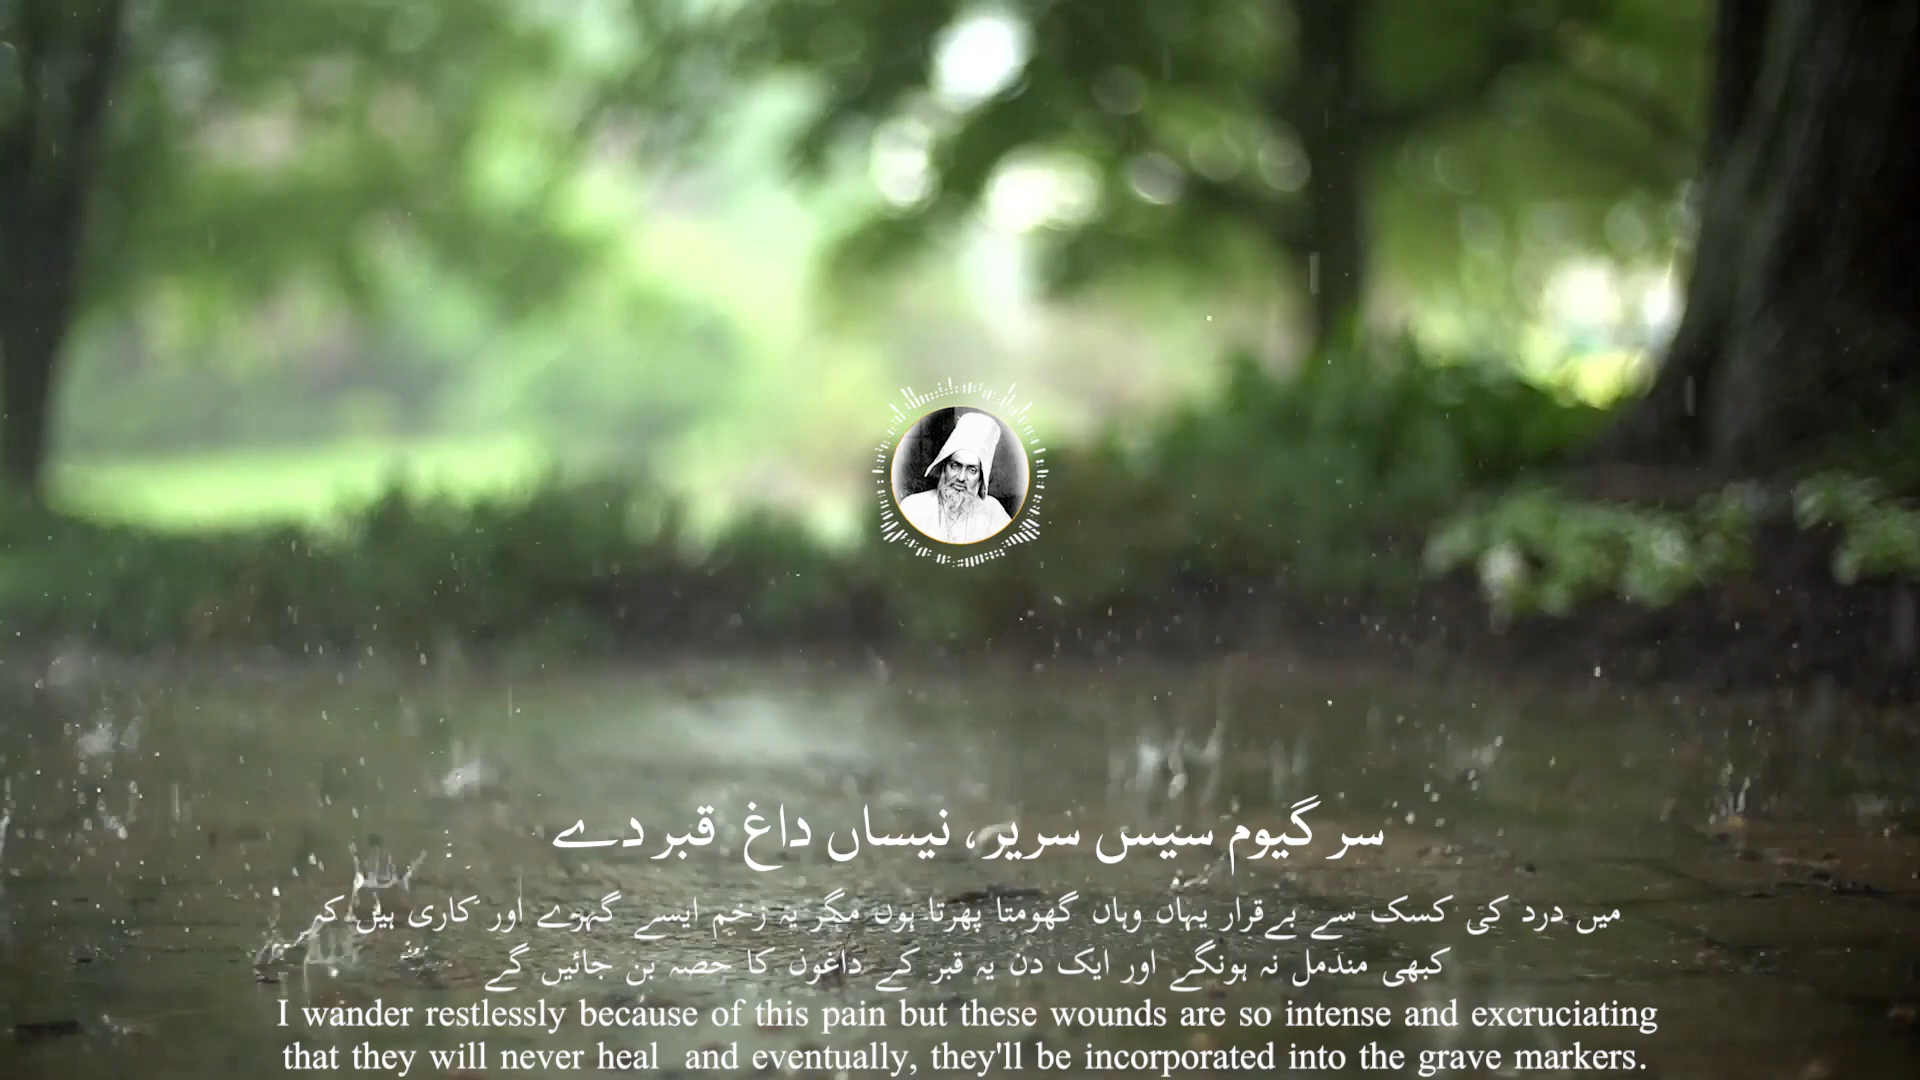 سر گیوم سیس سریر، نیساں داغ قبر دے
میں درد کی کسک سے بےقرار یہاں وہاں گھومتا پھرتا ہوں مگر یہ زخم ایسے گہرے اور کاری ہیں کہ
کبھی مندمل نہ ہونگے اور ایک دن یہ قبر کے داغوں کا حصہ بن جائیں گے
I wander restlessly because of this pain but these wounds are so intense and excruciating
that they will never heal and eventually, they'll be incorporated into the grave markers.